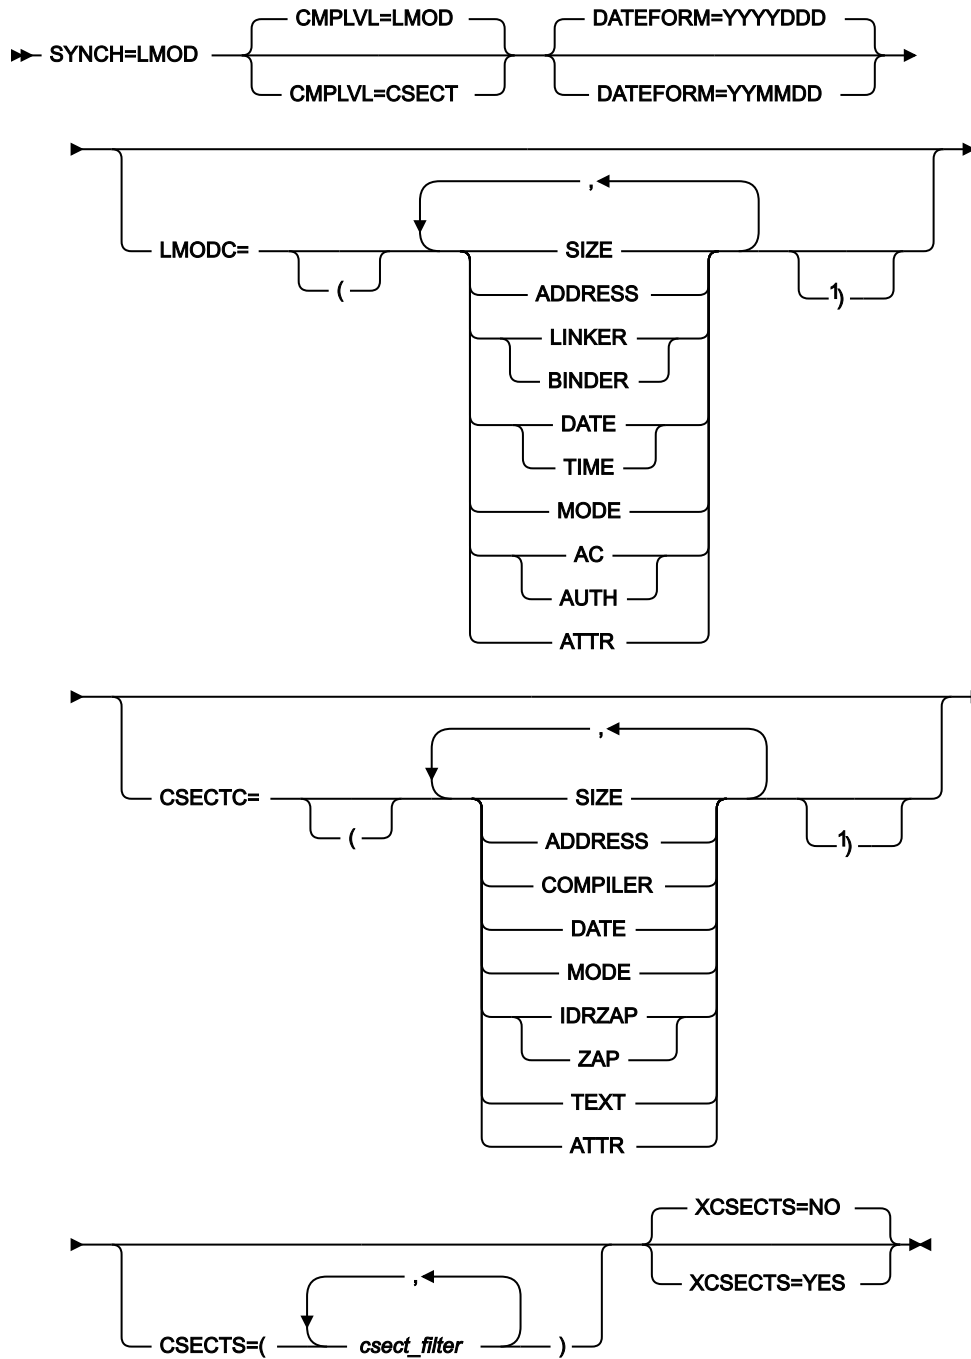 CMPLVL=LMOD DATEFORM=YYYYDDD
SYNCH=LMOD
CMPLVL=CSECT DATEFORM=YYMMDD
,
LMODC= SIZE
( 1)
ADDRESS
LINKER
BINDER
DATE
TIME
MODE
AC
AUTH
ATTR
,
CSECTC= SIZE
( 1)
ADDRESS
COMPILER
DATE
MODE
IDRZAP
ZAP
TEXT
ATTR
XCSECTS=NO
,
XCSECTS=YES
CSECTS=( csect_filter )